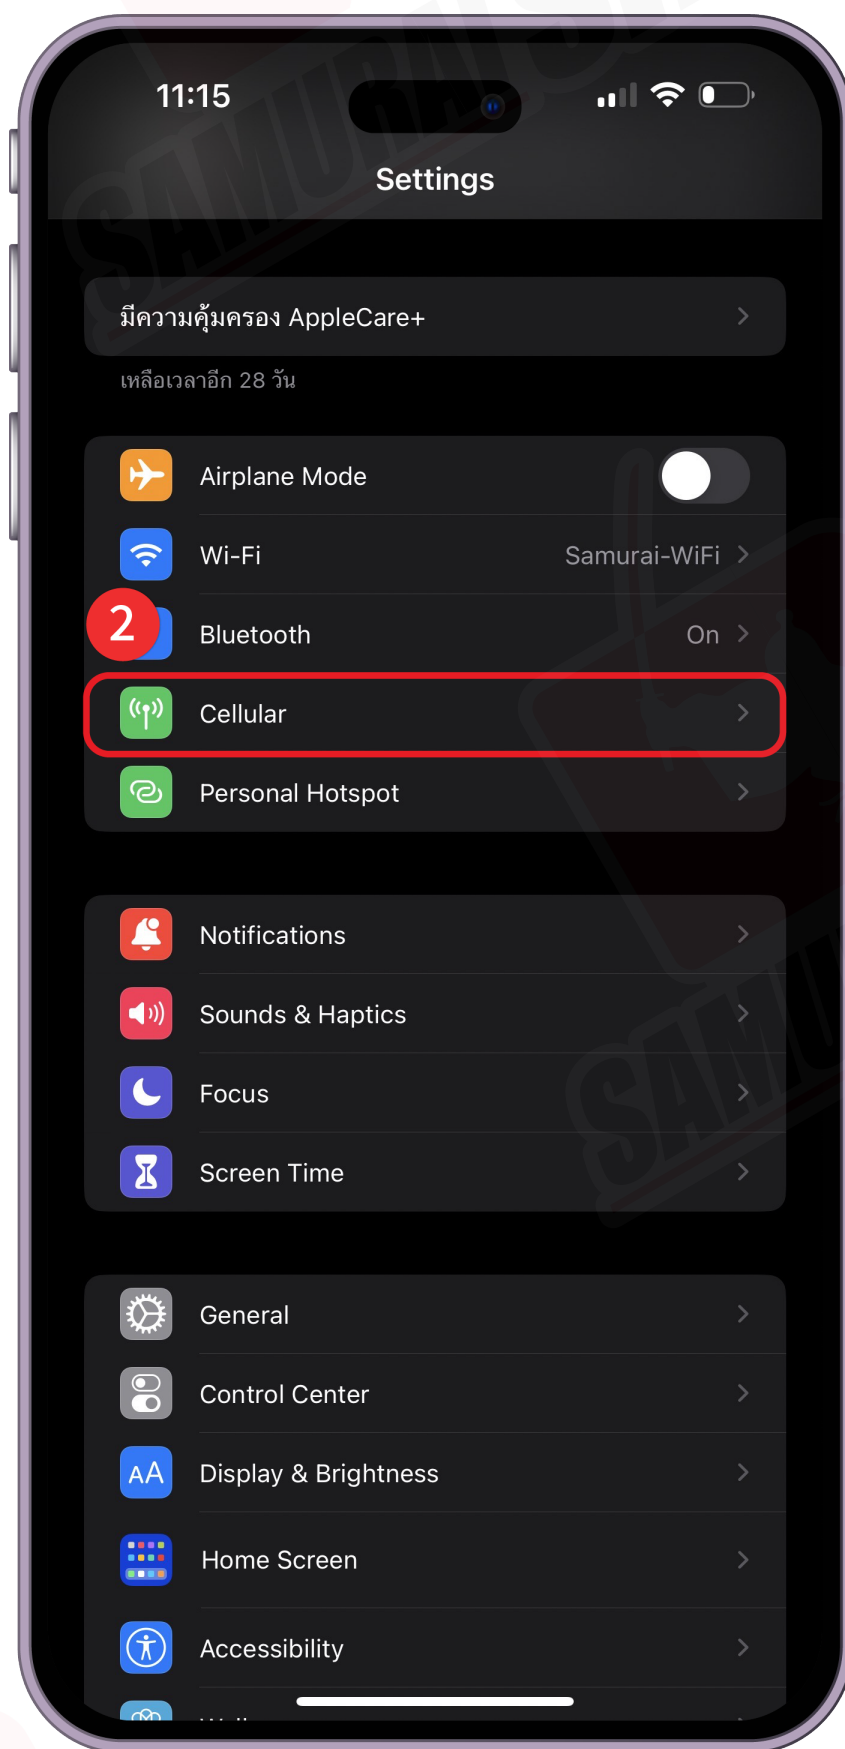 11:15
Settings
มีความคุ้มครอง AppleCare+
เหลือเวลาอีก 28 วัน
Airplane Mode
Wi-Fi Samurai-WiFi
2
Bluetooth On
Cellular
Personal Hotspot
Notifications
Sounds & Haptics
Focus
Screen Time
General
Control Center
AA Display & Brightness
Home Screen
Accessibility